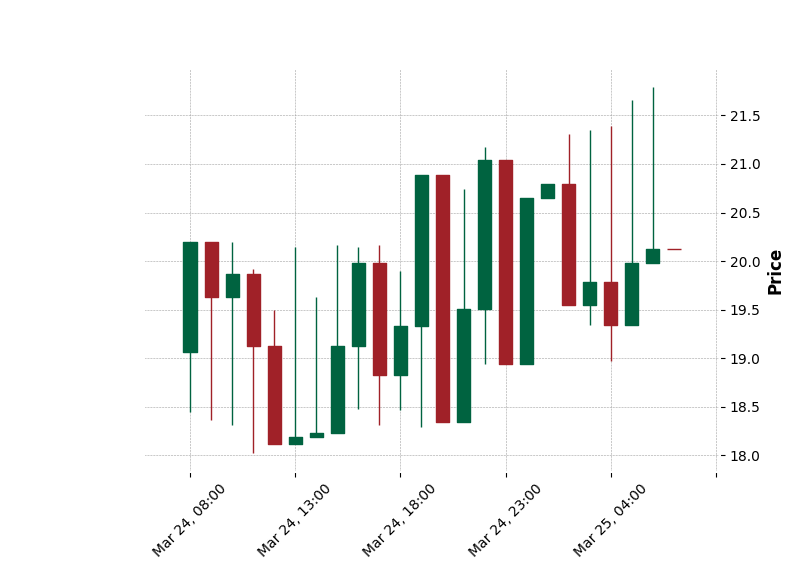 21.5
21.0
20.5
20.0
19.5
19.0
18.5
18.0
Price
Mar 24, 08:00
Mar 24, 13:00
Mar 24, 18:00
Mar 24, 23:00
Mar 25, 04:00